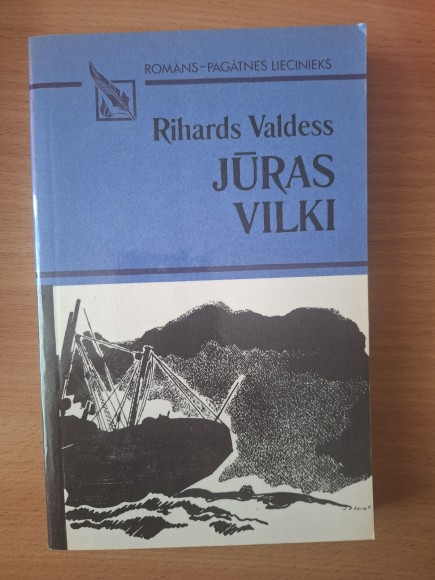 ROMĀNS–PAGĀTNES LIECINIEKS
Rihards Valdess
JŪRAS
VILKI